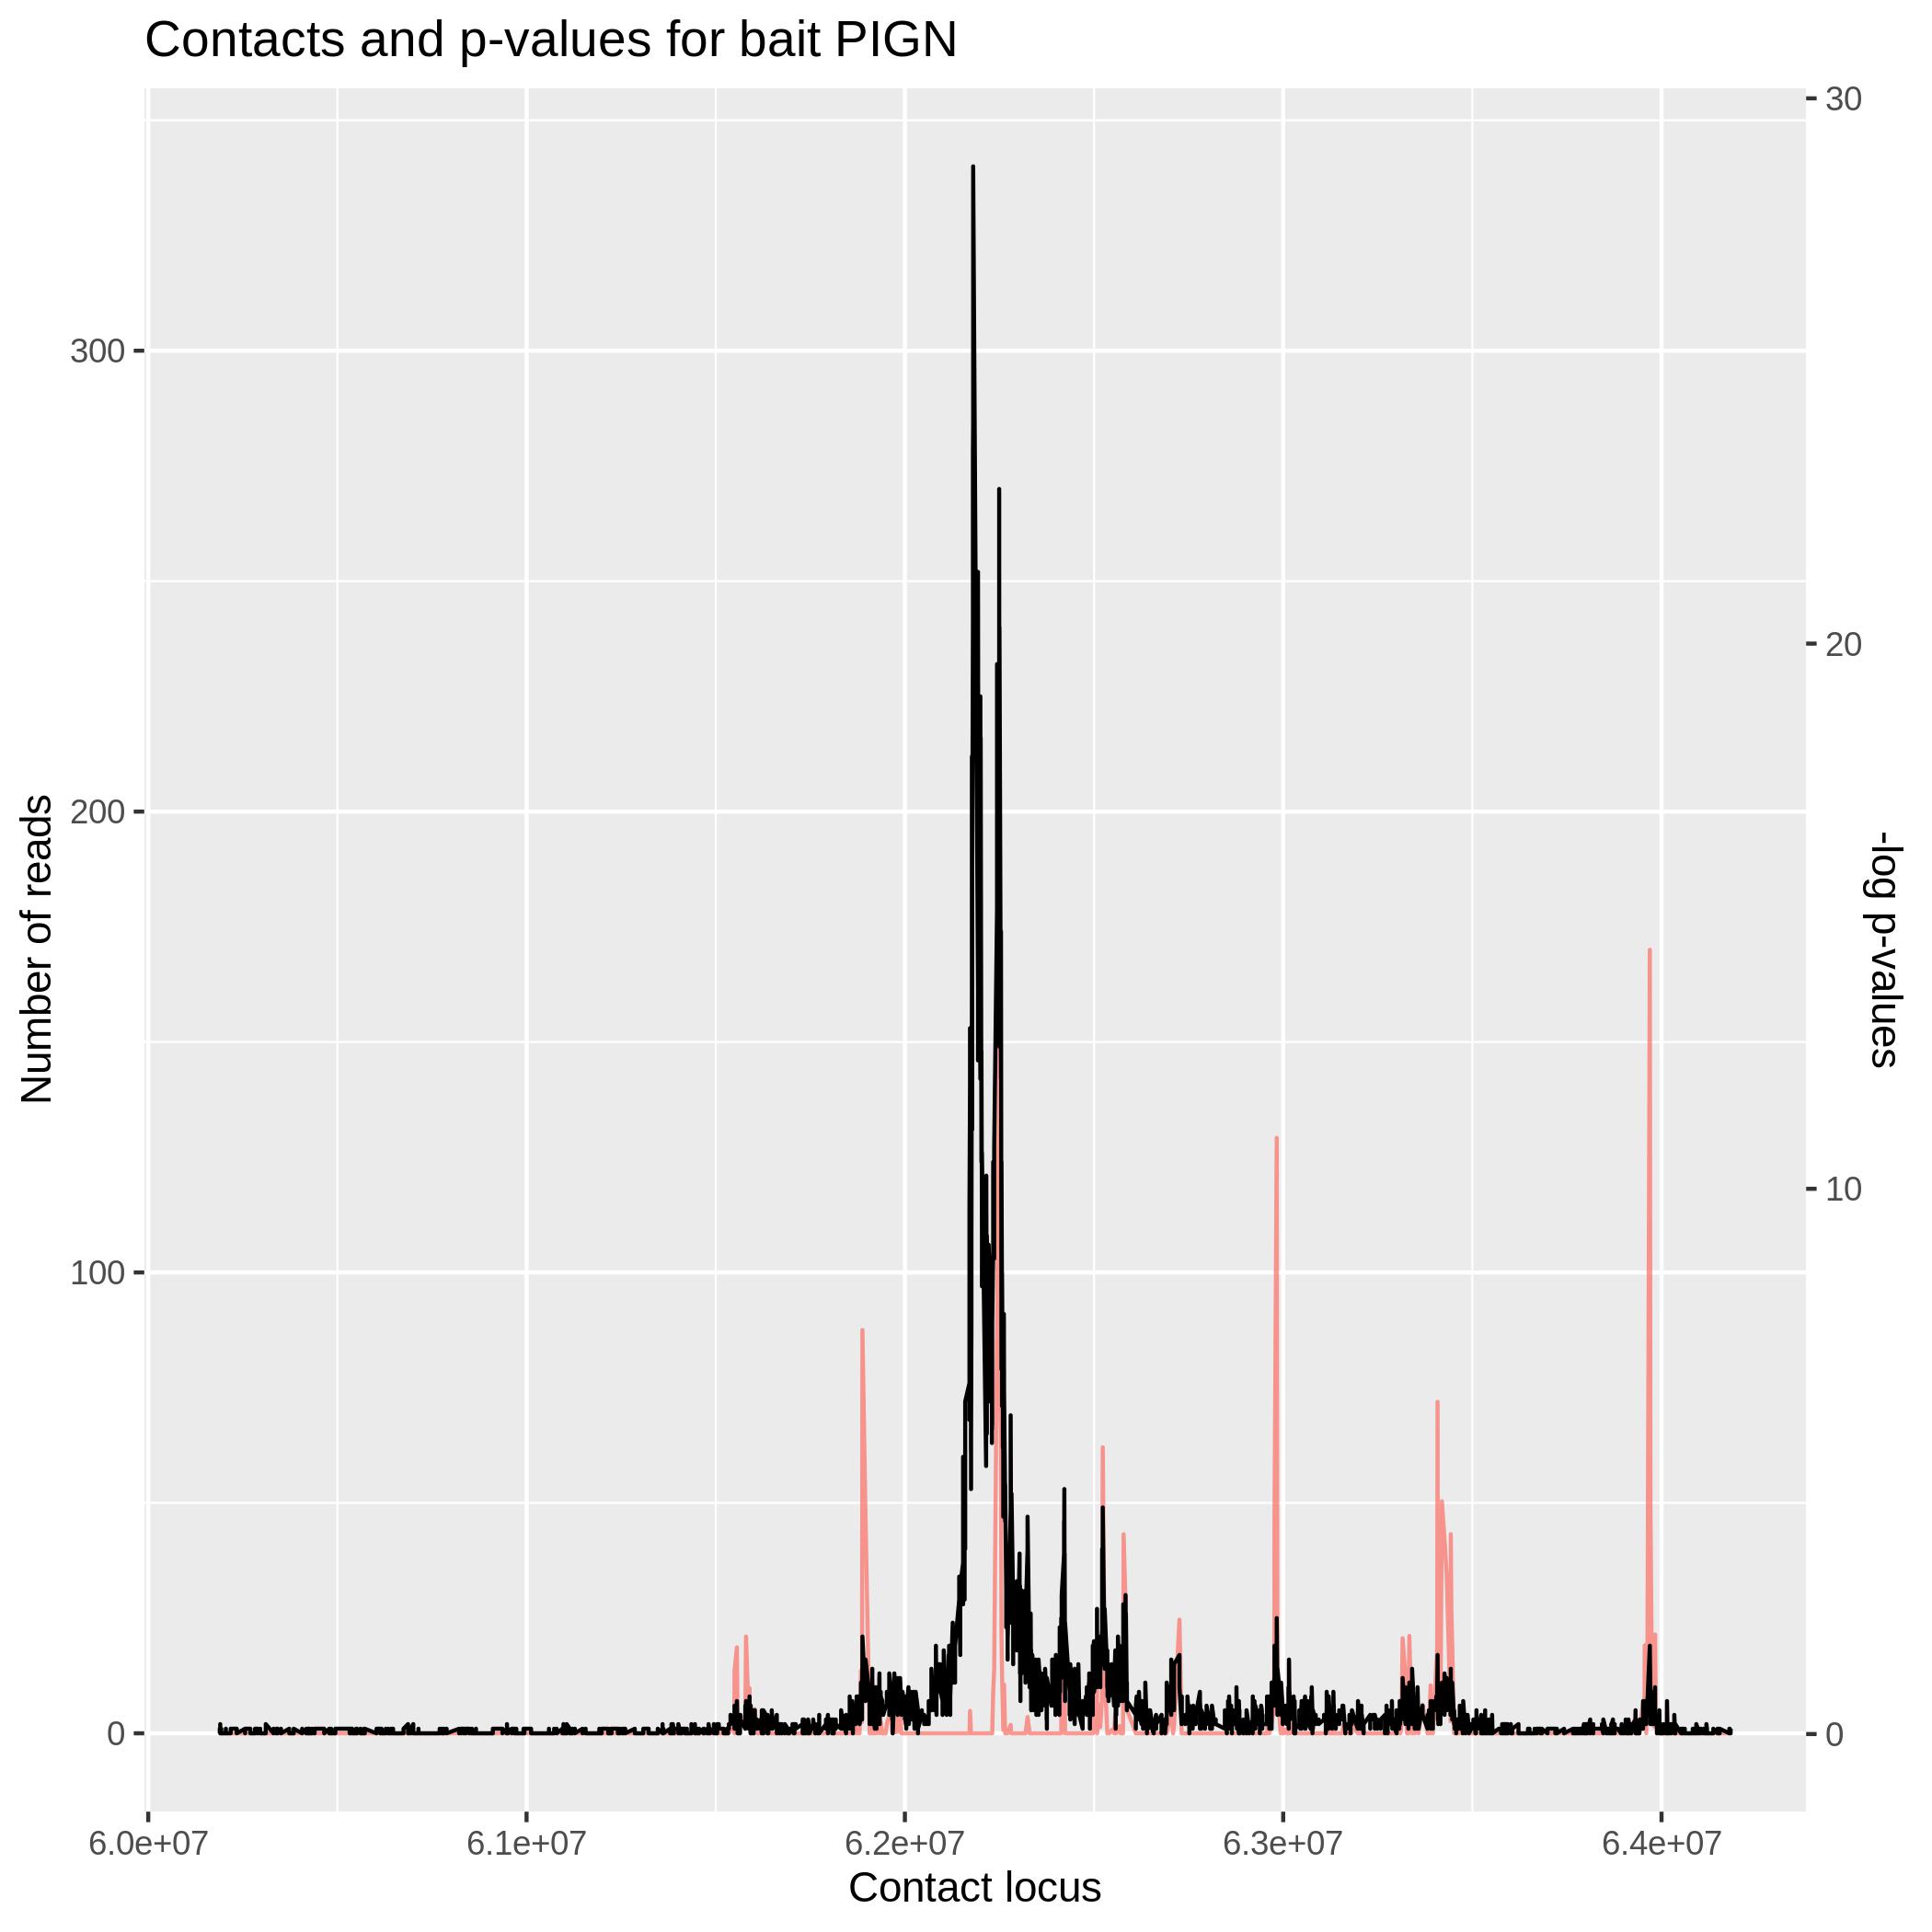 Contacts and p-values for bait PIGN
Number of reads
300
200
100
0
30
20
10
0
-log p-values
6.0e+07
6.1e+07
6.2e+07
6.3e+07
6.4e+07
Contact locus